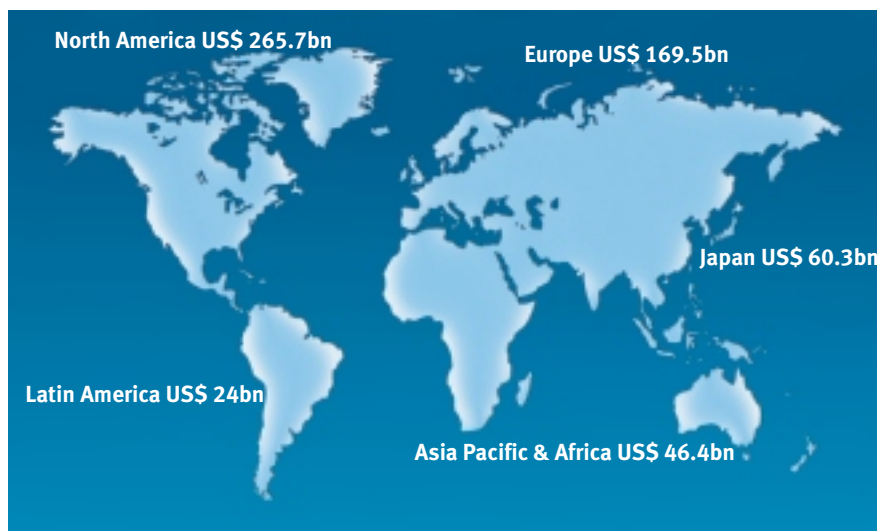 North America US$ 265.7bn
Europe US$ 169.5bn
Japan US$ 60.3bn
Latin America US$ 24bn
Asia Pacific & Africa US$ 46.4bn